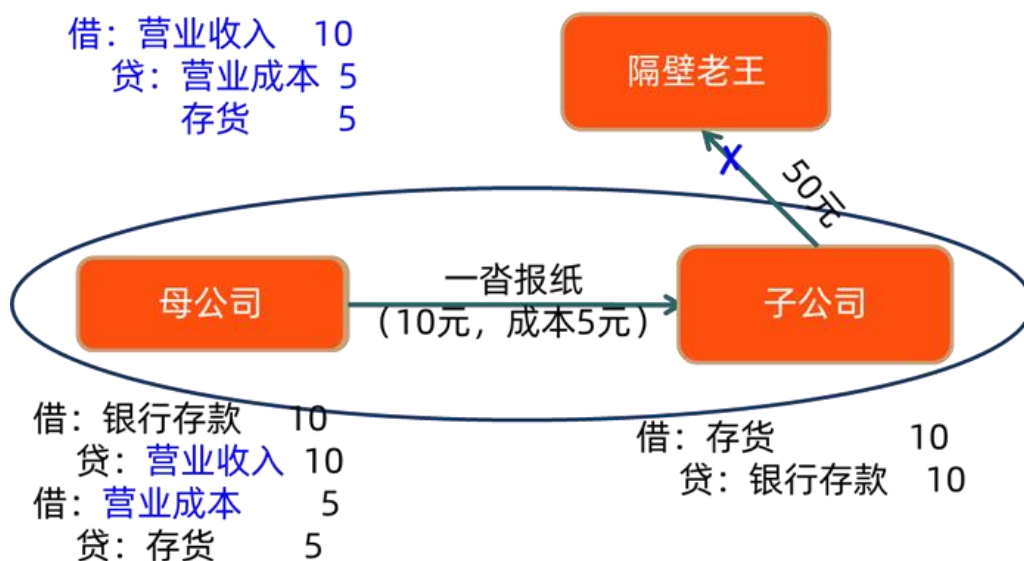 借：营业收入 10
贷：营业成本 5
存货 5
隔壁老王
X
50元
母公司
一沓报纸
（10元，成本5元）
子公司
借：银行存款 10
贷：营业收入 10
借：营业成本 5
贷：存货 5
借：存货 10
贷：银行存款 10